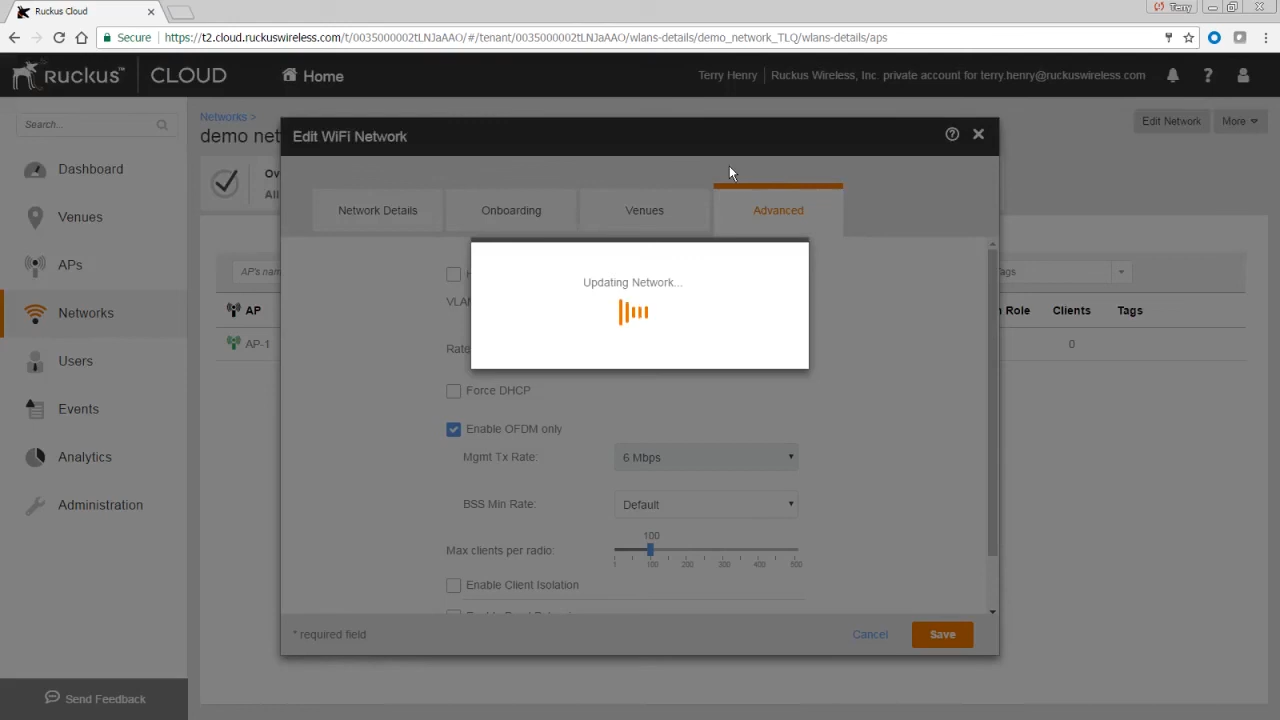 Ruckus Cloud
Terry
Secure
https://t2.cloud.ruckuswireless.com/t/0035000002tLNJaAAO/#/tenant/0035000002tLNJaAAO/wlans-details/demo_network_TLQ/wlans-details/aps
Ruckus™ CLOUD
Home
Terry Henry
Ruckus Wireless, Inc. private account for terry.henry@ruckuswireless.com
Search...
Networks >
demo net
Edit Network
More
Edit WiFi Network
Dashboard
Venues
APs
Networks
Users
Events
Analytics
Administration
Send Feedback
Ov
All
Network Details
Onboarding
Venues
Advanced
AP's nam
Tags
AP
n Role
Clients
Tags
AP-1
0
Updating Network...
VLAN
Rate
Force DHCP
Enable OFDM only
Mgmt Tx Rate:
6 Mbps
BSS Min Rate:
Default
100
Max clients per radio:
1 100 200 300 400 500
Enable Client Isolation
* required field
Cancel
Save